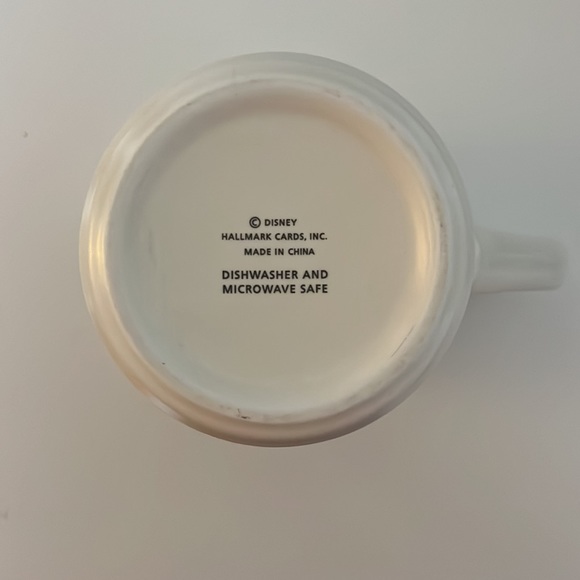 © DISNEY
HALLMARK CARDS, INC.
MADE IN CHINA
DISHWASHER AND
MICROWAVE SAFE